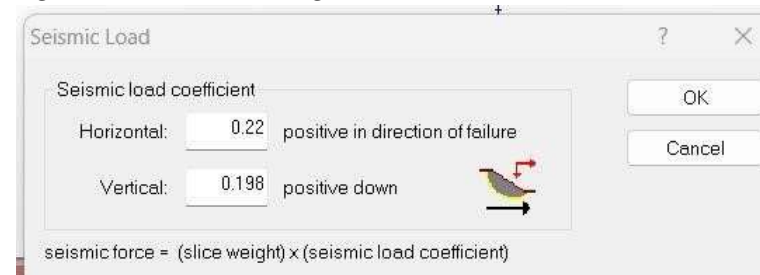 Seismic Load ? X
Seismic load coefficient
OK
Horizontal: 0.22 positive in direction of failure
Cancel
Vertical: 0.198 positive down
seismic force = (slice weight) x (seismic load coefficient)